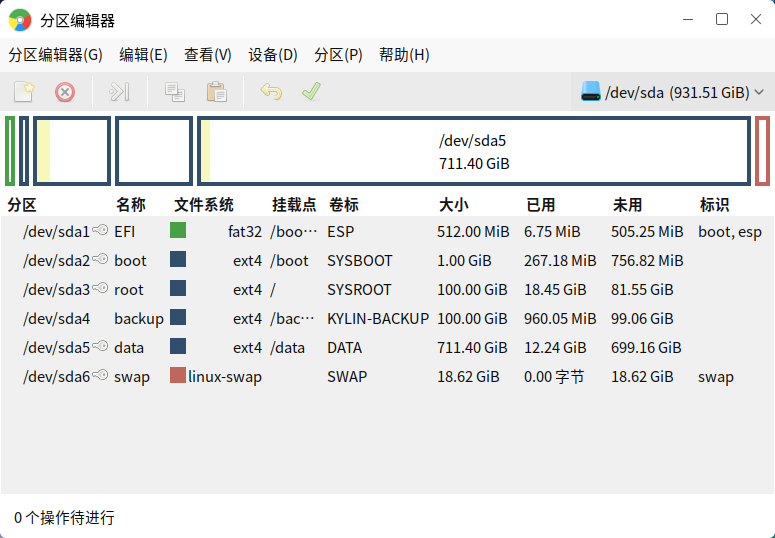 分区编辑器
分区编辑器(G) 编辑(E) 查看(V) 设备(D) 分区(P) 帮助(H)
/dev/sda (931.51 GiB)
/dev/sda5
711.40 GiB
分区 名称 文件系统 挂载点 卷标 大小 已用 未用 标识
/dev/sda1 EFI fat32 /boo⋯ ESP 512.00 MiB 6.75 MiB 505.25 MiB boot, esp
/dev/sda2 boot ext4 /boot SYSBOOT 1.00 GiB 267.18 MiB 756.82 MiB
/dev/sda3 root ext4 / SYSROOT 100.00 GiB 18.45 GiB 81.55 GiB
/dev/sda4 backup ext4 /bac⋯ KYLIN-BACKUP 100.00 GiB 960.05 MiB 99.06 GiB
/dev/sda5 data ext4 /data DATA 711.40 GiB 12.24 GiB 699.16 GiB
/dev/sda6 swap linux-swap SWAP 18.62 GiB 0.00 字节 18.62 GiB swap
0 个操作待进行